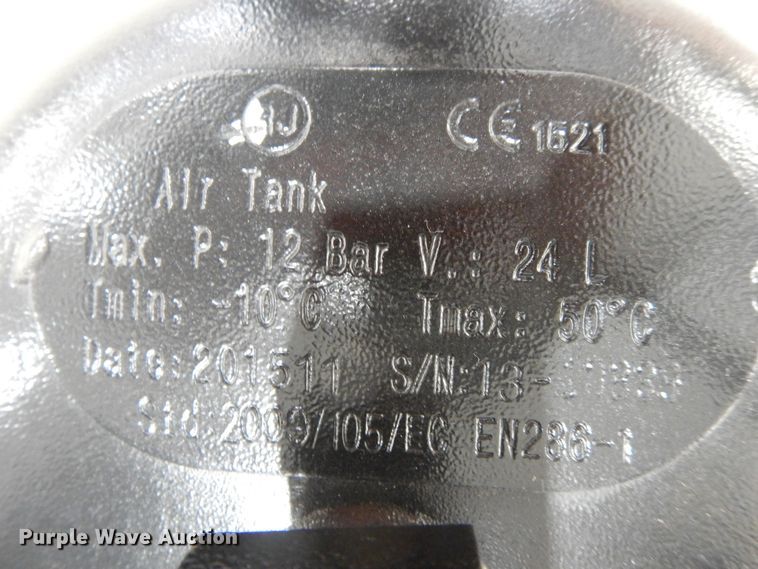 CE 1521
Air Tank
Max. P: 12 Bar V.: 24 L
Tmin: -10°C Tmax: 50°C
Date:201511 S/N:
Std:2009/105/EC EN286-1
Purple Wave Auction